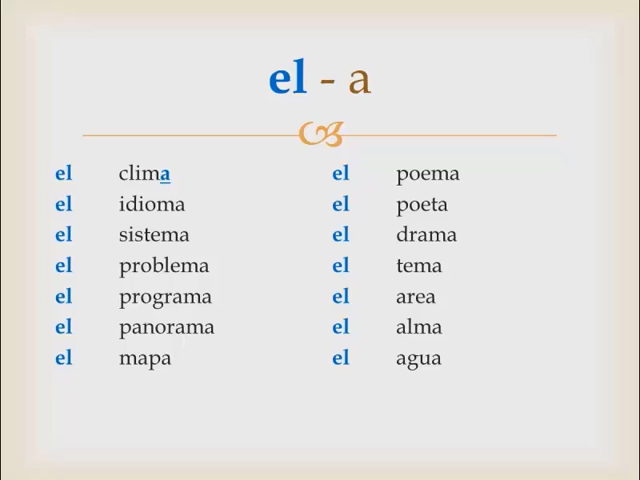 el - a
el clima
el idioma
el sistema
el problema
el programa
el panorama
el mapa
el poema
el poeta
el drama
el tema
el area
el alma
el agua